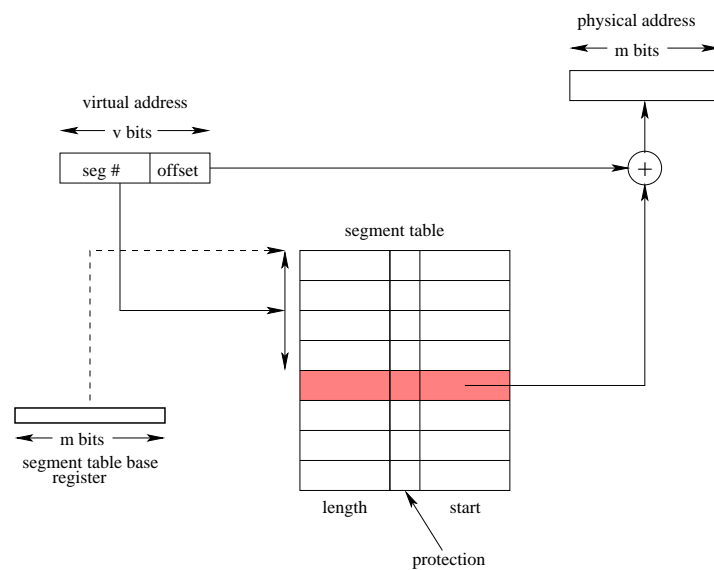 physical address
m bits
virtual address
v bits
seg #
offset
+
segment table
m bits
segment table base
register
length
start
protection